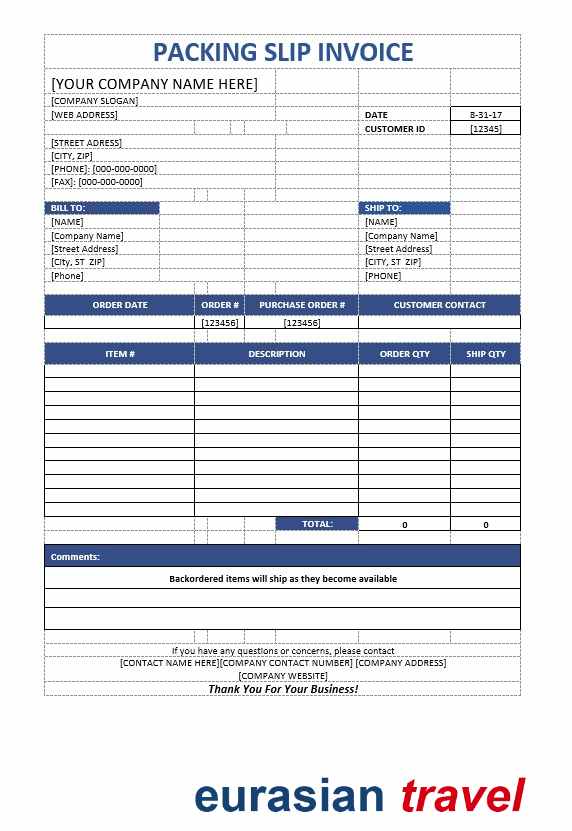 PACKING SLIP INVOICE
[YOUR COMPANY NAME HERE]
[COMPANY SLOGAN]
[WEB ADDRESS] DATE 8-31-17
CUSTOMER ID [12345]
[STREET ADRESS]
[CITY, ZIP]
[PHONE]: [000-000-0000]
[FAX]: [000-000-0000]
BILL TO: SHIP TO:
[NAME] [NAME]
[Company Name] [Company Name]
[Street Address] [Street Address]
[City, ST ZIP] [CITY, ST ZIP]
[Phone] [PHONE]
ORDER DATE ORDER # PURCHASE ORDER # CUSTOMER CONTACT
[123456] [123456]
ITEM # DESCRIPTION ORDER QTY SHIP QTY
TOTAL: 0 0
Comments:
Backordered items will ship as they become available
If you have any questions or concerns, please contact
[CONTACT NAME HERE][COMPANY CONTACT NUMBER] [COMPANY ADDRESS]
[COMPANY WEBSITE]
Thank You For Your Business!
eurasian travel